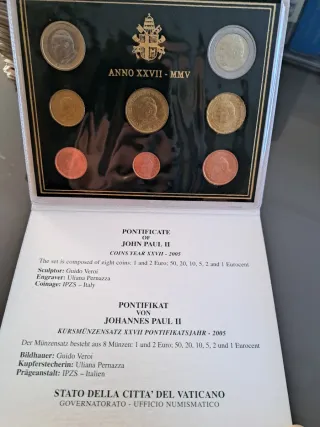 ANNO XXVII - MMV
PONTIFICATE
OF
JOHN PAUL II
COINS YEAR XXVII - 2005
The set is composed of eight coins: 1 and 2 Euro; 50, 20, 10, 5, 2 and 1 Eurocent
Sculptor: Guido Veroi
Engraver: Uliana Pernazza
Coinage: IPZS – Italy
PONTIFIKAT
VON
JOHANNES PAUL II
KURSMÜNZENSATZ XXVII PONTIFIKATSJAHR - 2005
Der Münzensatz besteht aus 8 Münzen: 1 und 2 Euro; 50, 20, 10, 5, 2 und 1 Eurocent
Bildhauer: Guido Veroi
Kupferstecherin: Uliana Pernazza
Prägeanstalt: IPZS – Italien
STATO DELLA CITTA' DEL VATICANO
GOVERNATORATO - UFFICIO NUMISMATICO